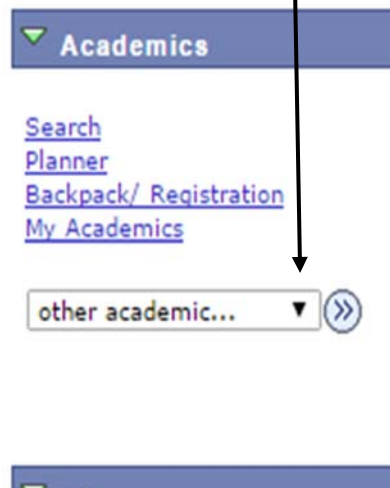 Academics
Search
Planner
Backpack/ Registration
My Academics
other academic...